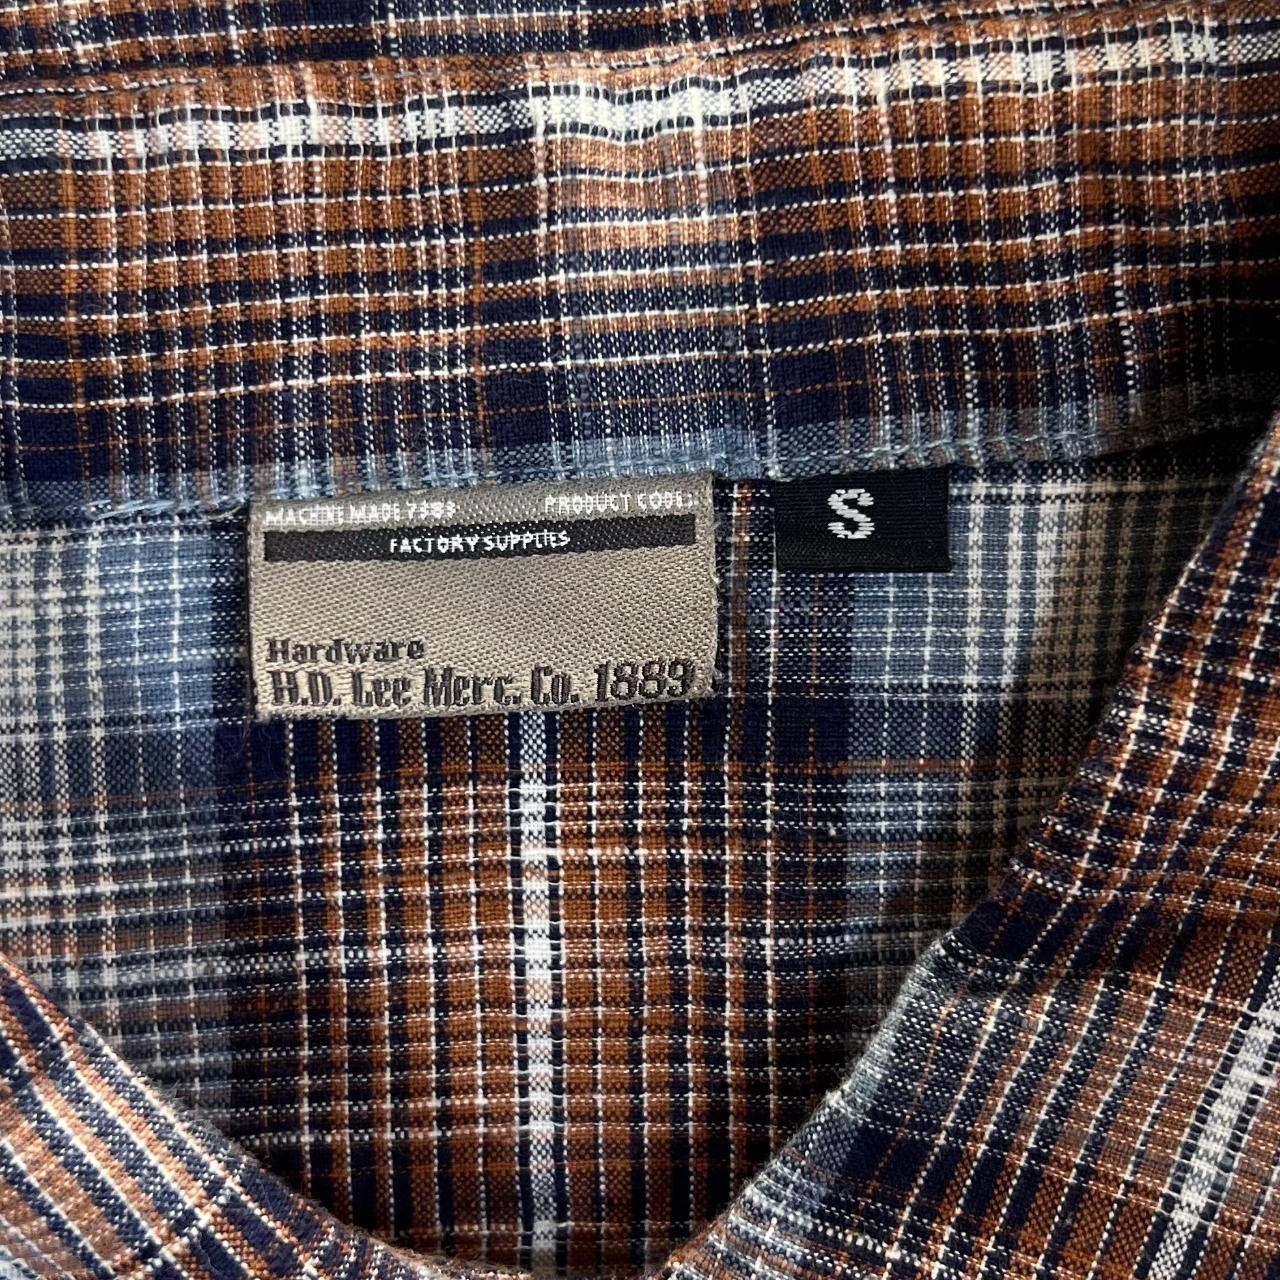 MACHINE MADE 7383 PRODUCT CODE:
FACTORY SUPPLIES
Hardware
H.D. Lee Merc. Co. 1889
S